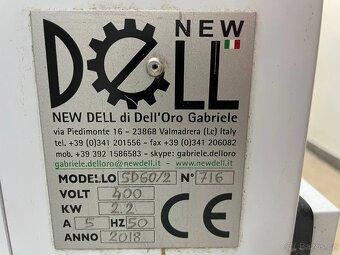 NEW
DELL
NEW DELL di Dell'Oro Gabriele
via Piedimonte 16 - 23868 Valmadrera (Lc) Italy
tel. +39 (0)341 201556 - fax +39 (0)341 206082
mob. +39 392 1586583 - skype: gabriele.delloro
gabriele.delloro@newdell.it - www.newdell.it
MODELLO SD60/2 N° 716
VOLT 400
KW 2.2
A 5 HZ 50
ANNO 2018 CE